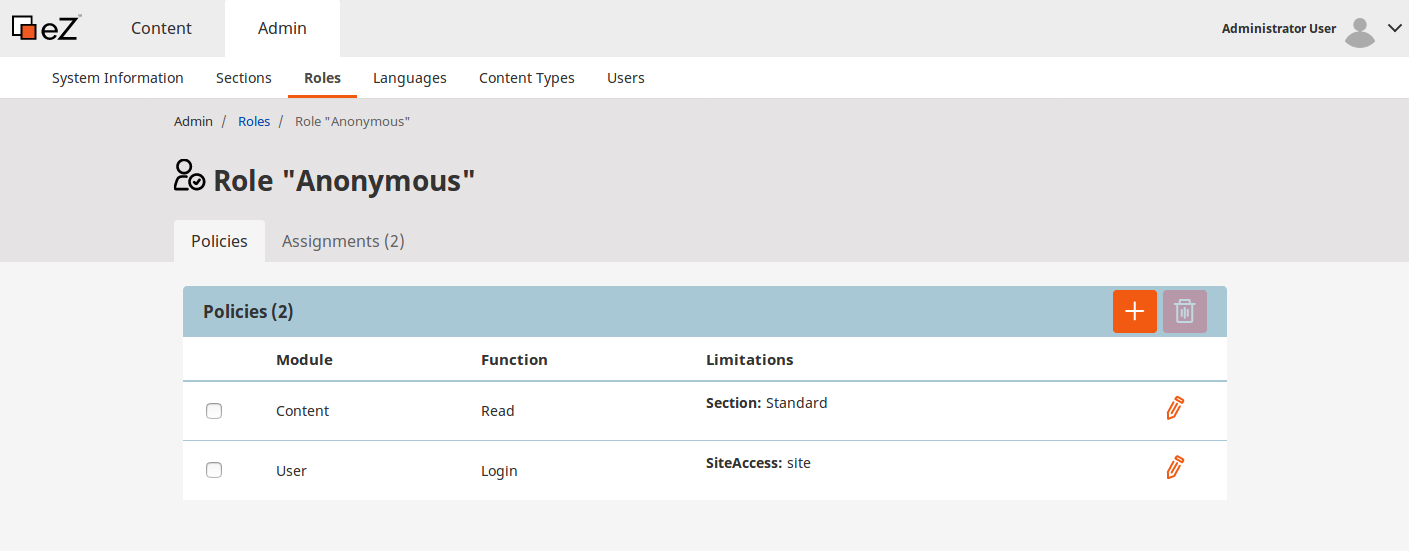 eZ Content Admin Administrator User
System Information Sections Roles Languages Content Types Users
Admin / Roles / Role "Anonymous"
Role "Anonymous"
Policies Assignments (2)
Policies (2)
Module Function Limitations
Content Read Section: Standard
User Login SiteAccess: site